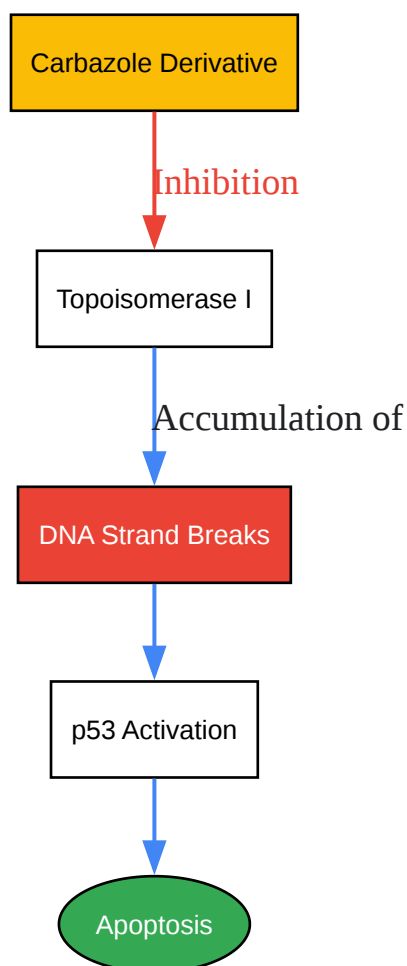 Carbazole Derivative
Inhibition
Topoisomerase I
Accumulation of
DNA Strand Breaks
p53 Activation
Apoptosis